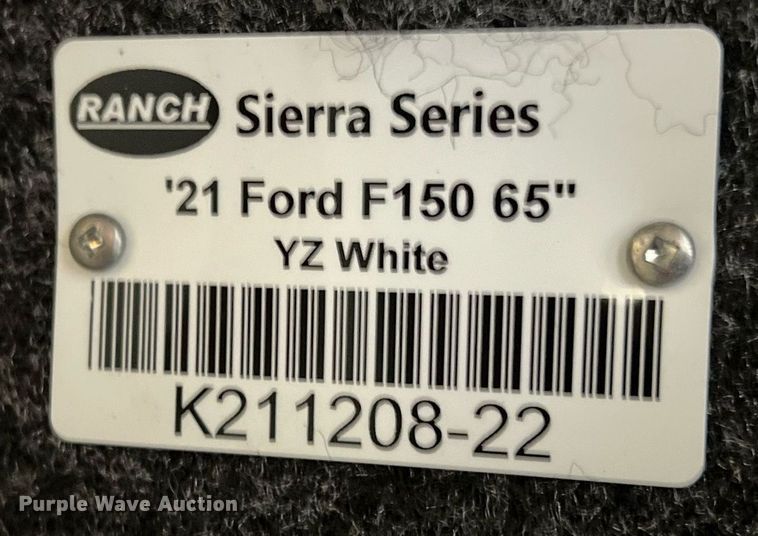 RANCH Sierra Series
'21 Ford F150 65"
YZ White
K211208-22
Purple Wave Auction